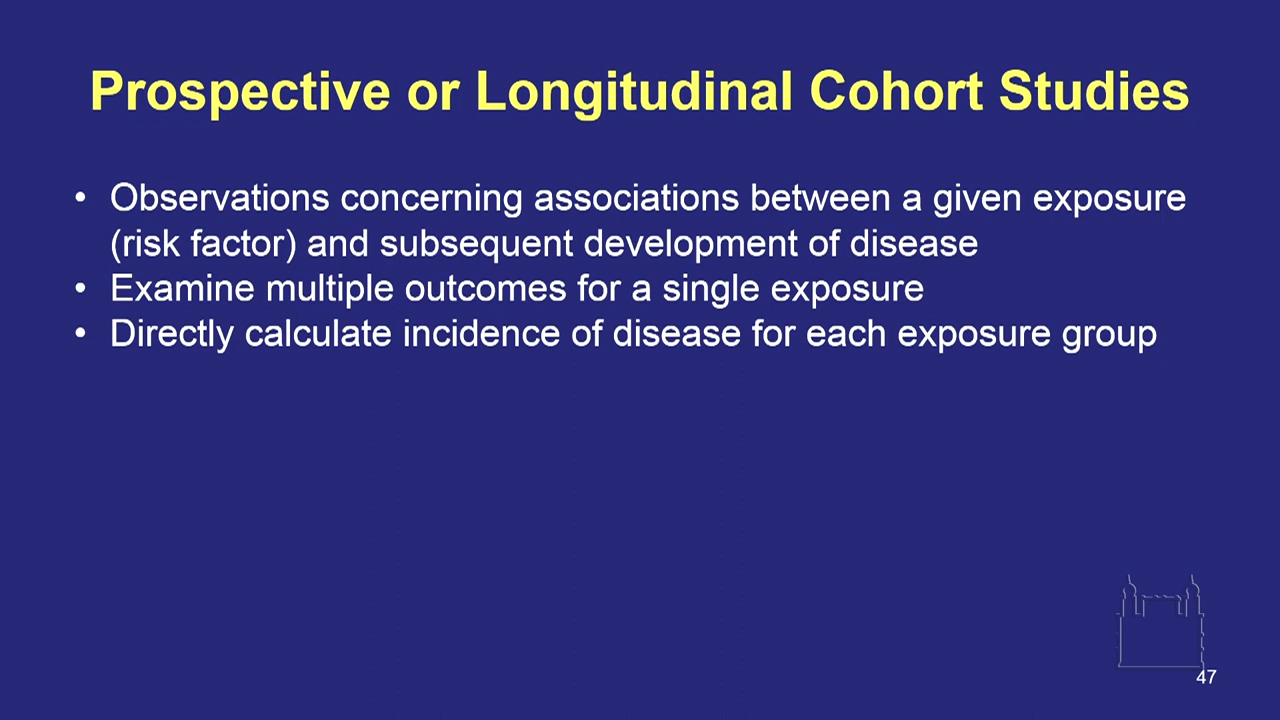 Prospective or Longitudinal Cohort Studies
• Observations concerning associations between a given exposure
(risk factor) and subsequent development of disease
• Examine multiple outcomes for a single exposure
• Directly calculate incidence of disease for each exposure group
47